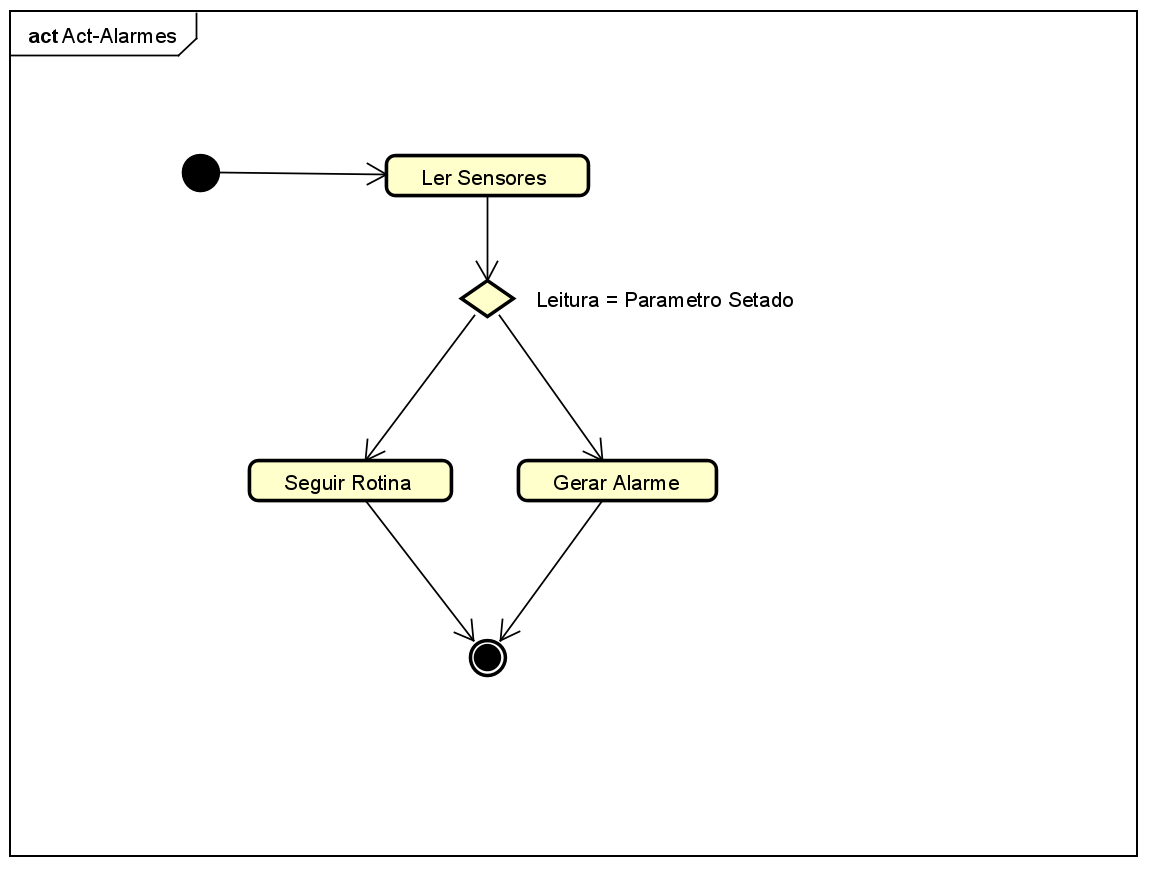 act Act-Alarmes
Ler Sensores
Leitura = Parametro Setado
Seguir Rotina
Gerar Alarme